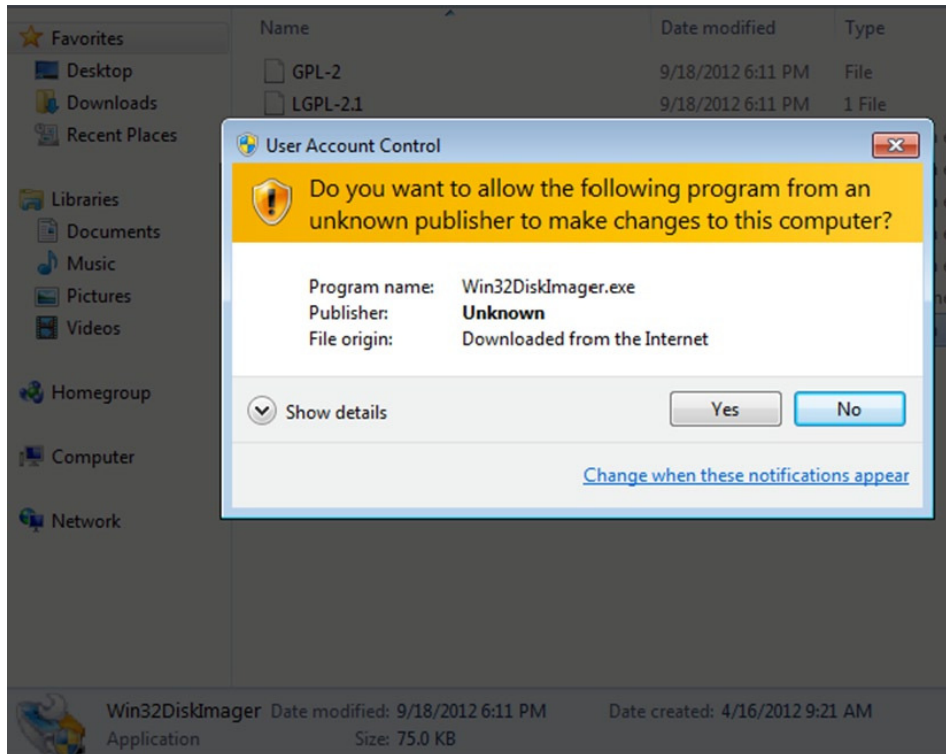 Name Date modified Type
Favorites
Desktop
GPL-2 9/18/2012 6:11 PM File
Downloads
LGPL-2.1 9/18/2012 6:11 PM 1 File
Recent Places
Libraries
Documents
Music
Pictures
Videos
Homegroup
Computer
Network
User Account Control
Do you want to allow the following program from an
unknown publisher to make changes to this computer?
Program name: Win32DiskImager.exe
Publisher: Unknown
File origin: Downloaded from the Internet
Show details
Yes No
Change when these notifications appear
Win32DiskImager Date modified: 9/18/2012 6:11 PM Date created: 4/16/2012 9:21 AM
Application Size: 75.0 KB